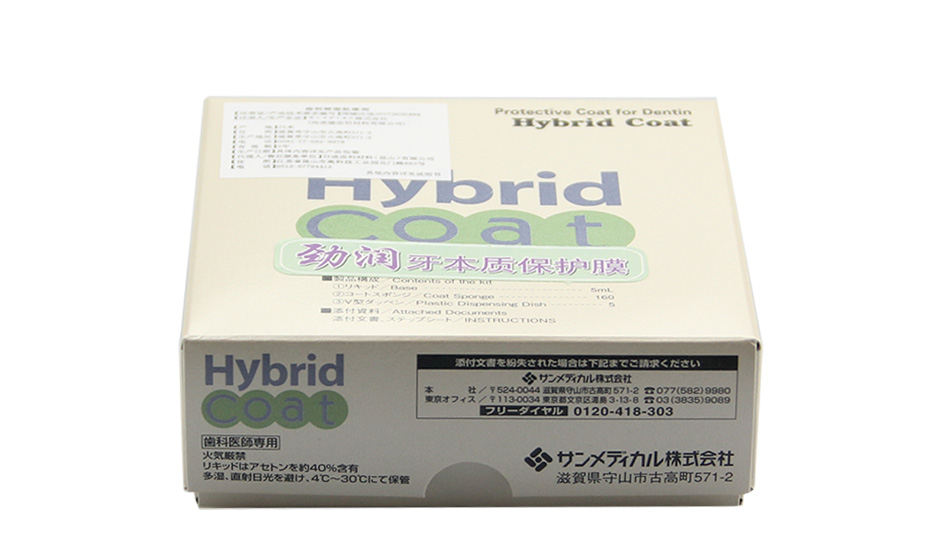 Protective Coat for Dentin
Hybrid Coat
Hybrid
Coat
劲润 牙本质保护膜
■製品構成／Contents of the kit
①リキッド／Base 5mL
②コートスポンジ／Coat Sponge 160
③V型ダッペン／Plastic Dispensing Dish 5
■添付資料／Attached Documents
添付文書、ステップシート／INSTRUCTIONS
Hybrid
Coat
歯科医師専用
火気厳禁
リキッドはアセトンを約40%含有
多湿、直射日光を避け、4℃～30℃にて保管
添付文書を紛失された場合は下記までご請求ください
サンメディカル株式会社
本 社／〒524-0044 滋賀県守山市古高町571-2 ☎077(582)9980
東京オフィス／〒113-0034 東京都文京区湯島3-13-8 ☎03(3835)9089
フリーダイヤル 0120-418-303
サンメディカル株式会社
滋賀県守山市古高町571-2